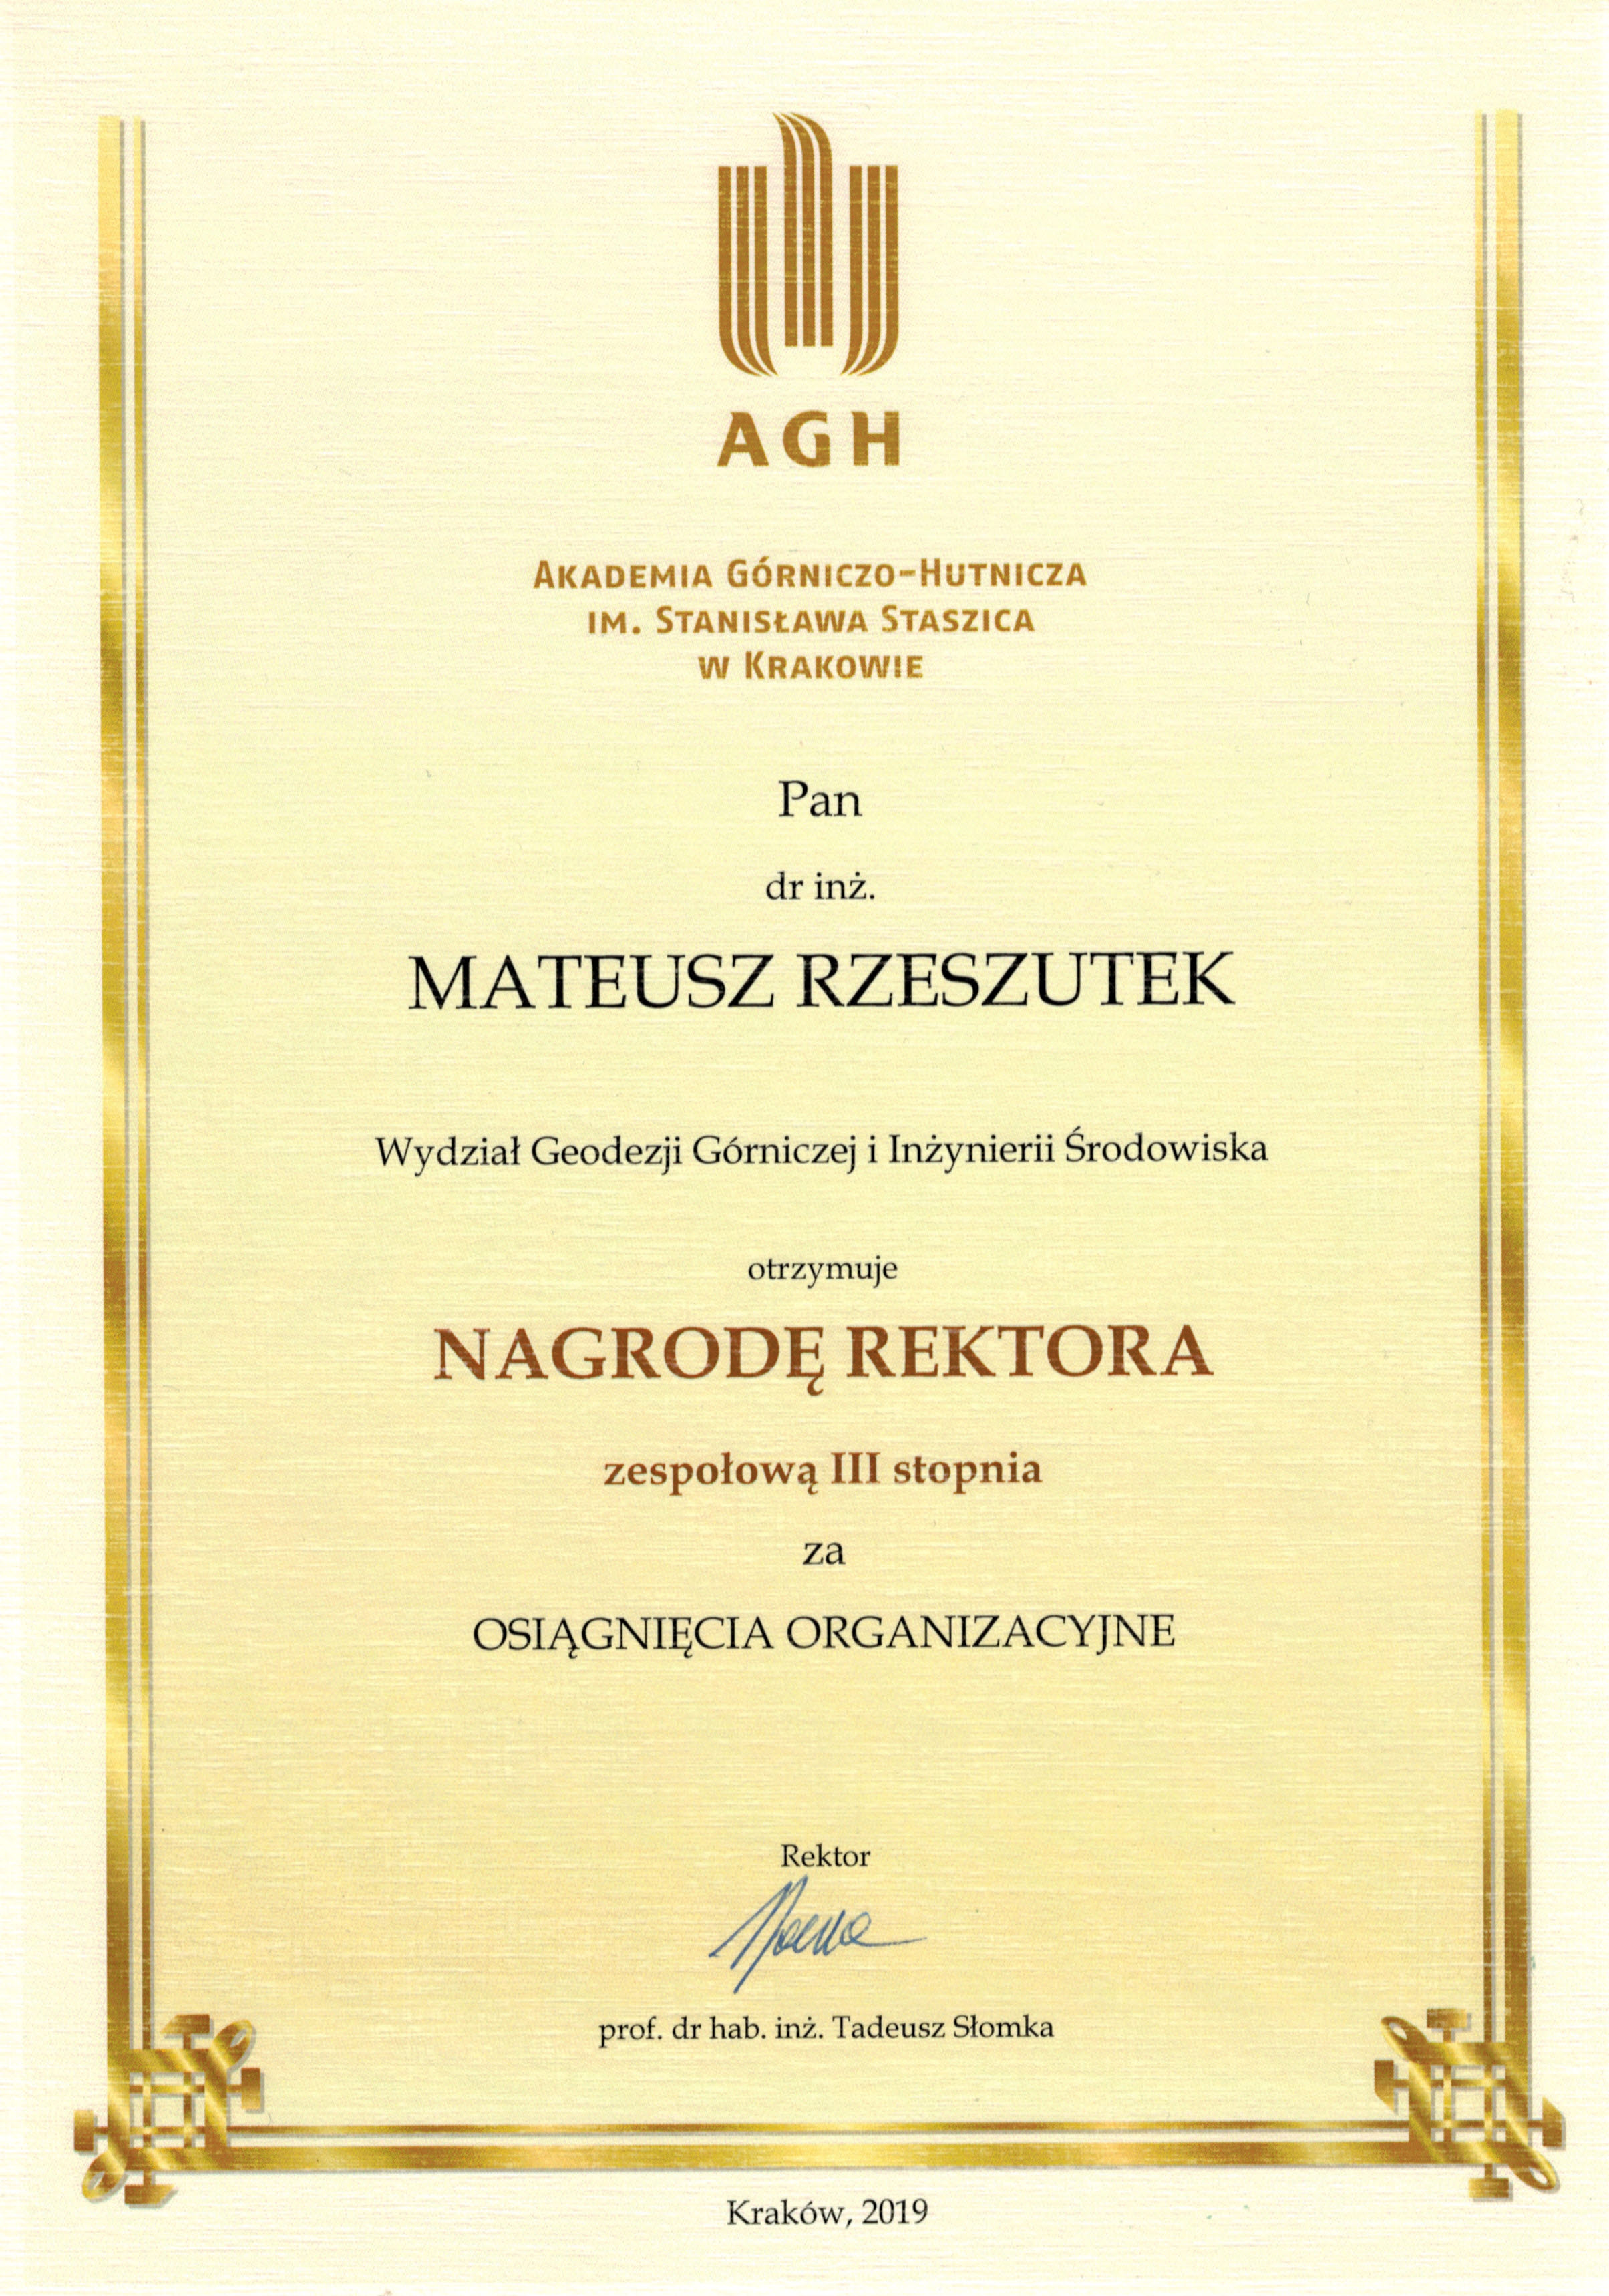 AGH
AKADEMIA GÓRNICZO-HUTNICZA
IM. STANISŁAWA STASZICA
W KRAKOWIE
Pan
dr inż.
MATEUSZ RZESZUTEK
Wydział Geodezji Górniczej i Inżynierii Środowiska
otrzymuje
NAGRODĘ REKTORA
zespołową III stopnia
za
OSIĄGNIĘCIA ORGANIZACYJNE
Rektor
prof. dr hab. inż. Tadeusz Słomka
Kraków, 2019